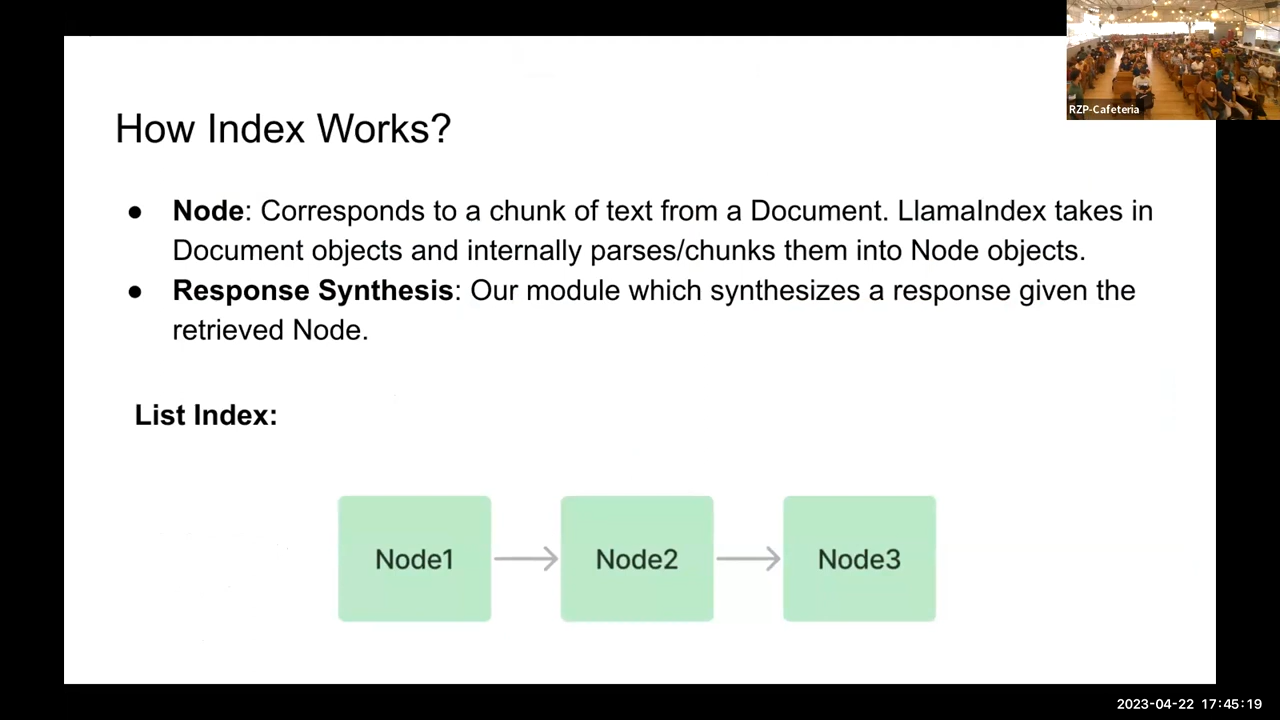 RZP-Cafeteria
How Index Works?
● Node: Corresponds to a chunk of text from a Document. LlamaIndex takes in
Document objects and internally parses/chunks them into Node objects.
● Response Synthesis: Our module which synthesizes a response given the
retrieved Node.
List Index:
Node1
Node2
Node3
2023-04-22 17:45:19